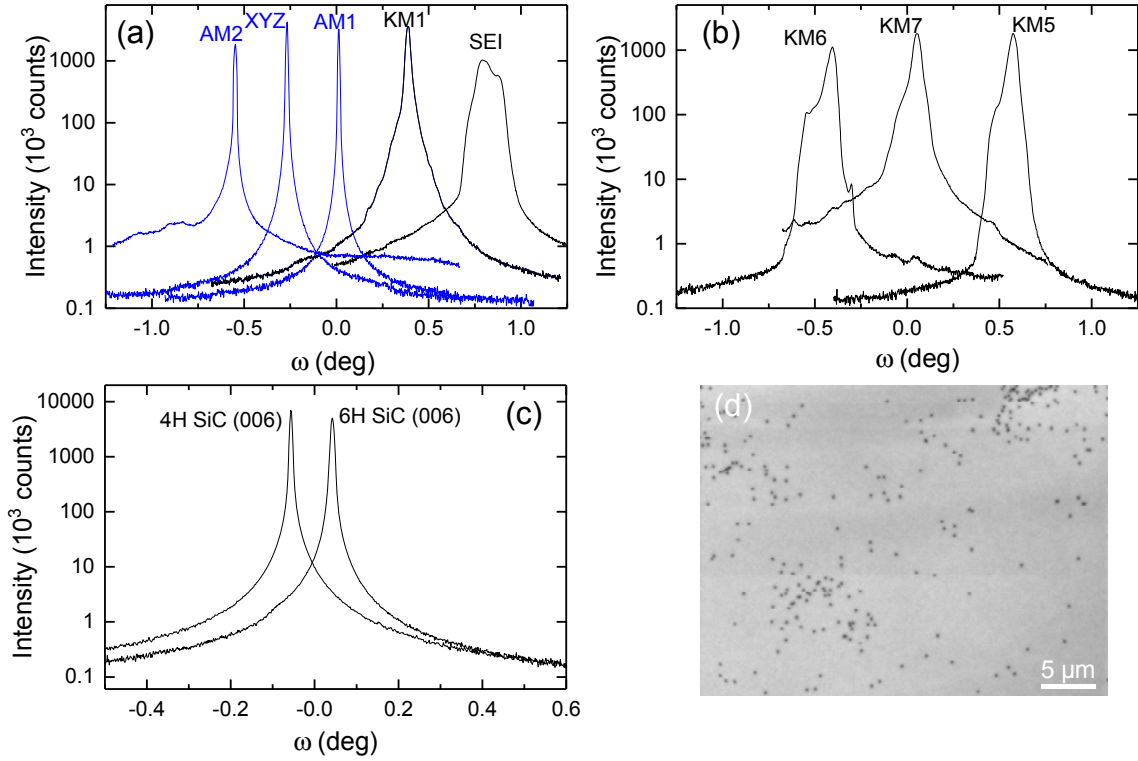 (a)
AM2
XYZ
AM1
KM1
SEI
1000
100
10
1
0.1
Intensity (10³ counts)
-1.0
-0.5
0.0
0.5
1.0
ω (deg)
(b)
KM6
KM7
KM5
1000
100
10
1
0.1
Intensity (10³ counts)
-1.0
-0.5
0.0
0.5
1.0
ω (deg)
(c)
4H SiC (006)
6H SiC (006)
10000
1000
100
10
1
0.1
Intensity (10³ counts)
-0.4
-0.2
-0.0
0.2
0.4
0.6
ω (deg)
(d)
5 µm